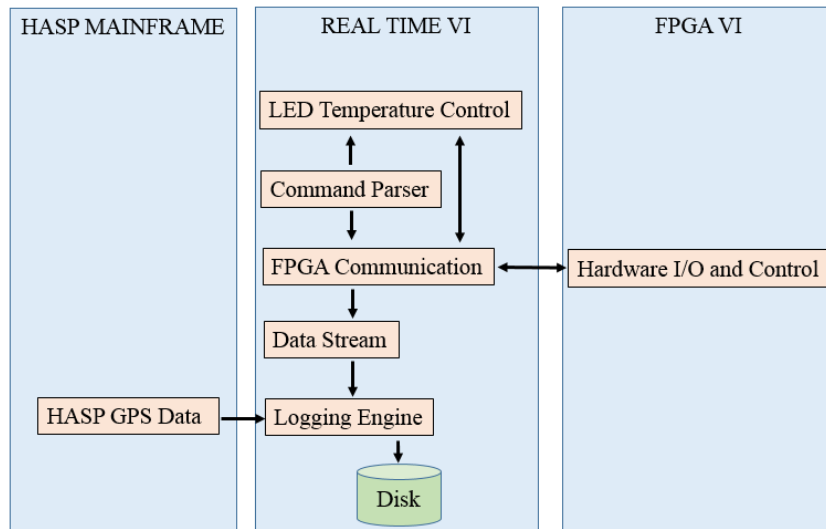 HASP MAINFRAME
REAL TIME VI
FPGA VI
LED Temperature Control
Command Parser
FPGA Communication
Hardware I/O and Control
Data Stream
HASP GPS Data
Logging Engine
Disk